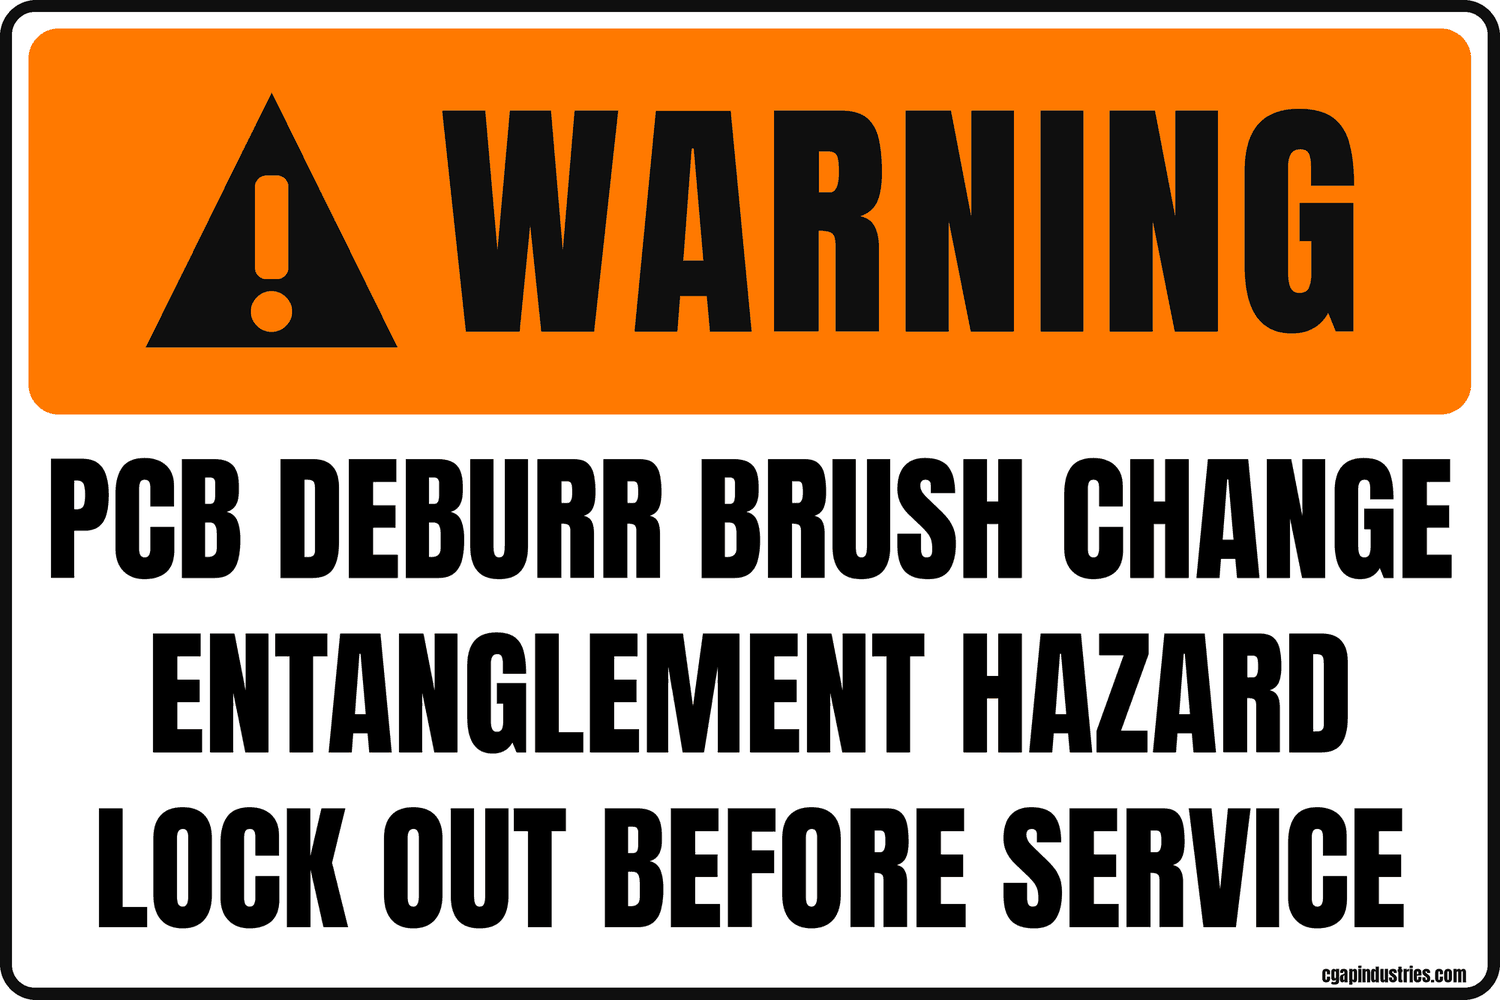 WARNING
PCB DEBURR BRUSH CHANGE
ENTANGLEMENT HAZARD
LOCK OUT BEFORE SERVICE
cgapindustries.com